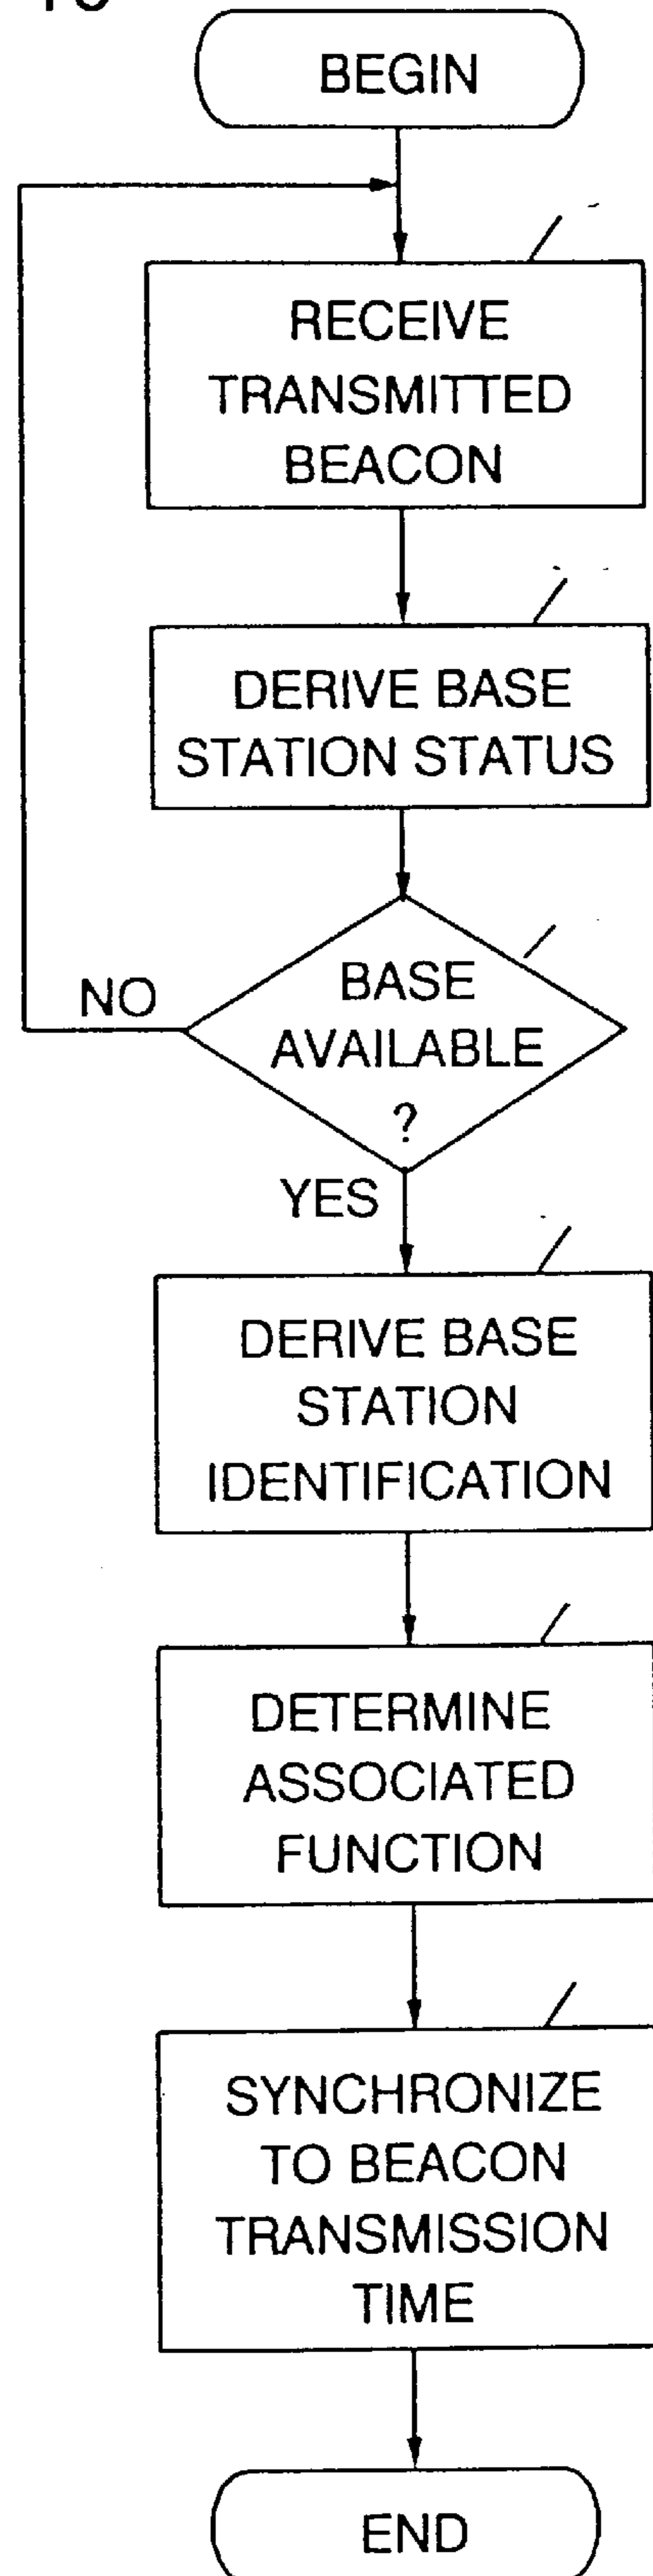 BEGIN
RECEIVE
TRANSMITTED
BEACON
DERIVE BASE
STATION STATUS
BASE
AVAILABLE
?
NO
YES
DERIVE BASE
STATION
IDENTIFICATION
DETERMINE
ASSOCIATED
FUNCTION
SYNCHRONIZE
TO BEACON
TRANSMISSION
TIME
END